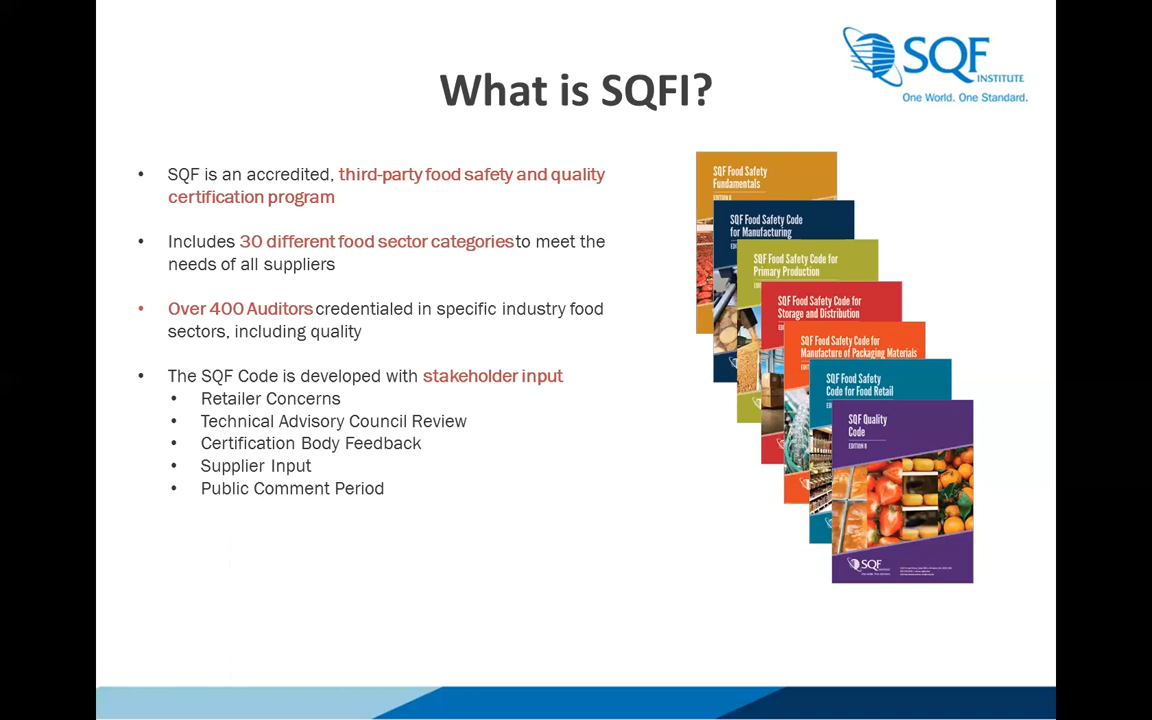 SQF
INSTITUTE
One World. One Standard.
What is SQFI?
• SQF is an accredited, third-party food safety and quality
certification program
• Includes 30 different food sector categories to meet the
needs of all suppliers
• Over 400 Auditors credentialed in specific industry food
sectors, including quality
• The SQF Code is developed with stakeholder input
• Retailer Concerns
• Technical Advisory Council Review
• Certification Body Feedback
• Supplier Input
• Public Comment Period
SQF Food Safety
Fundamentals
SQF Food Safety Code
for Manufacturing
SQF Food Safety Code for
Primary Production
SQF Food Safety Code for
Storage and Distribution
SQF Food Safety Code for
Manufacture of Packaging Materials
SQF Food Safety
Code for Food Retail
SQF Quality
Code
EDITION 8
SQF